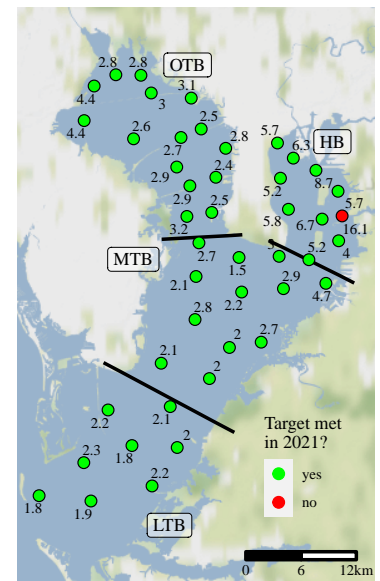 OTB
2.8 2.8
4.4 3 3.1
4.4 2.6 2.7 2.5 2.8
5.7 HB
6.3
2.9 2.4 5.2 8.7
2.9 5.7
3.2 2.5 5.8 6.7 16.1
MTB 2.7 3 5.2 4
2.1 1.5
2.2 2.9 4.7
2.8
2 2.7
2.1 2
2.2 2.1
2.3 1.8 2
2.2
1.8 1.9
LTB
Target met
in 2021?
yes
no
0 6 12km